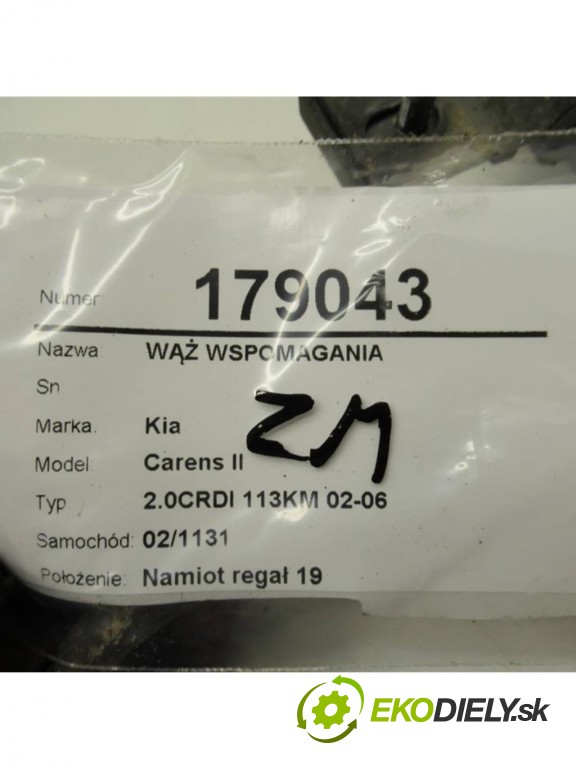 Numer 179043
Nazwa WĄŻ WSPOMAGANIA
Sn
Marka. Kia
Model: Carens II
Typ 2.0CRDI 113KM 02-06
Samochód: 02/1131
Położenie: Namiot regał 19
EKODIELY.sk